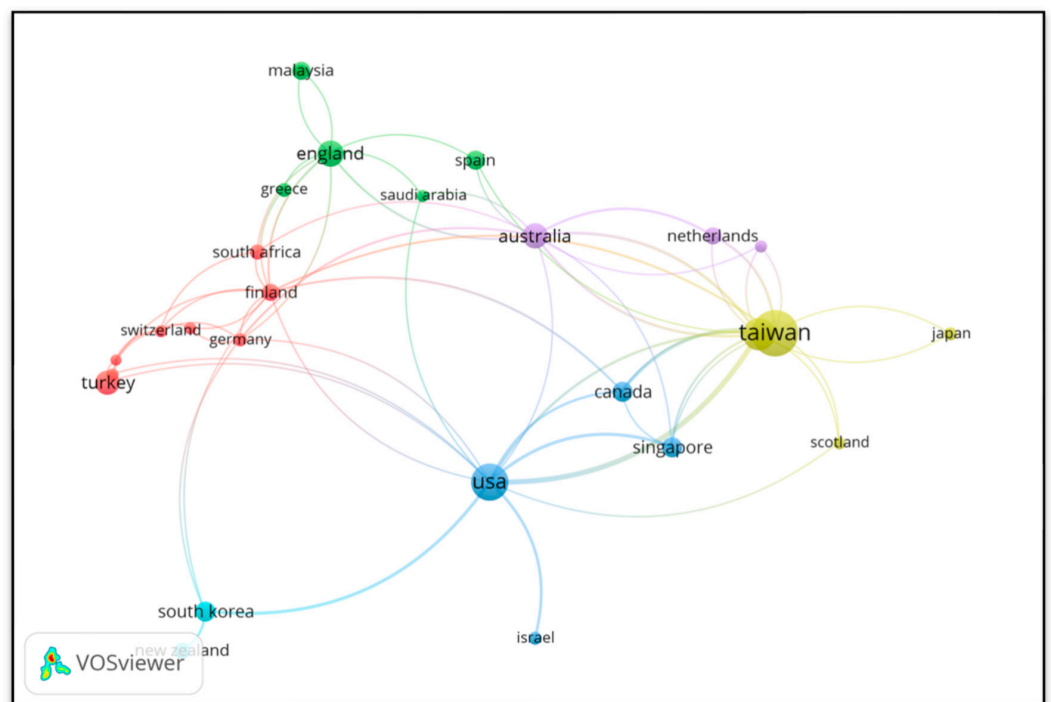 malaysia
england
spain
greece
saudi arabia
australia
netherlands
south africa
finland
switzerland
germany
taiwan
japan
turkey
canada
scotland
singapore
usa
south korea
israel
new zealand
VOSviewer